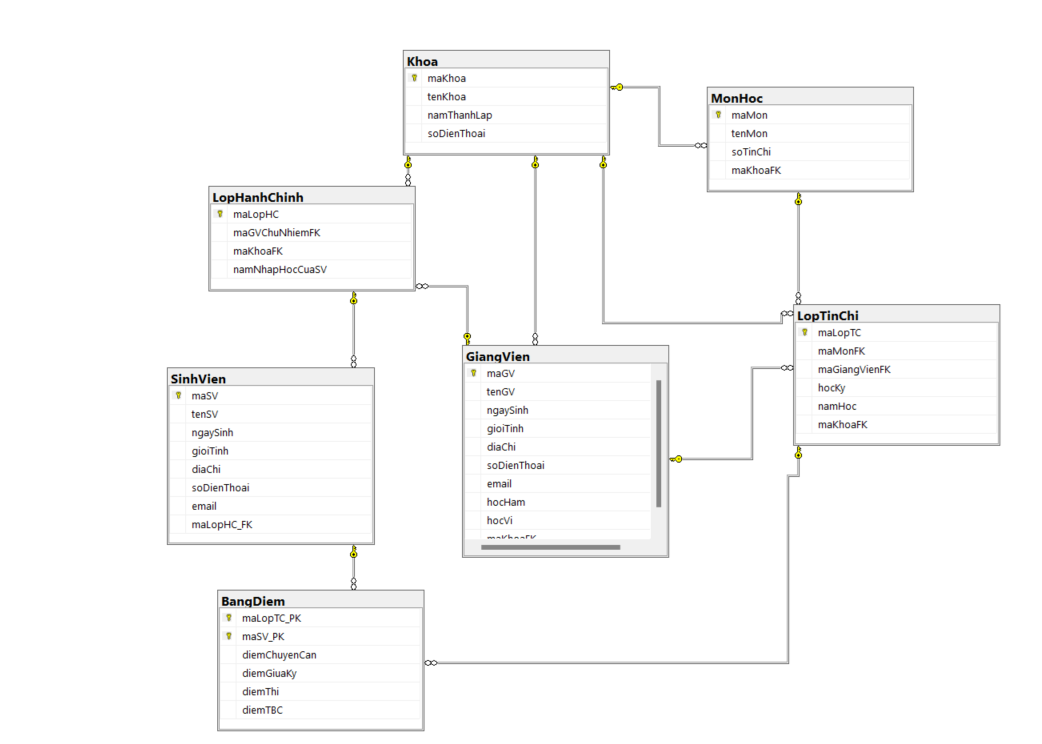 Khoa
maKhoa
tenKhoa
namThanhLap
soDienThoai
MonHoc
maMon
tenMon
soTinChi
maKhoaFK
LopHanhChinh
maLopHC
maGVChuNhiemFK
maKhoaFK
namNhapHocCuaSV
LopTinChi
maLopTC
maMonFK
maGiangVienFK
hocKy
namHoc
maKhoaFK
GiangVien
maGV
tenGV
ngaySinh
gioiTinh
diaChi
soDienThoai
email
hocHam
hocVi
maKhoaFK
SinhVien
maSV
tenSV
ngaySinh
gioiTinh
diaChi
soDienThoai
email
maLopHC_FK
BangDiem
maLopTC_PK
maSV_PK
diemChuyenCan
diemGiuaKy
diemThi
diemTBC